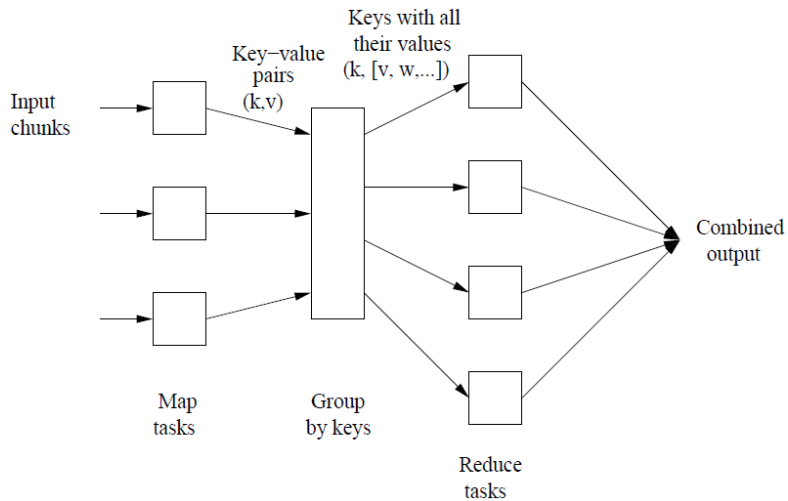 Keys with all
their values
(k, [v, w,...])
Key−value
pairs
(k,v)
Input
chunks
Combined
output
Map
tasks
Group
by keys
Reduce
tasks